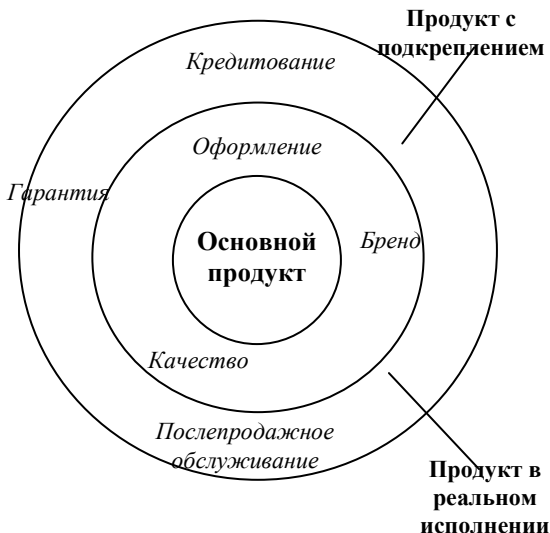 Продукт с
подкреплением
Кредитование
Оформление
Гарантия
Основной
продукт
Бренд
Качество
Послепродажное
обслуживание
Продукт в
реальном
исполнении